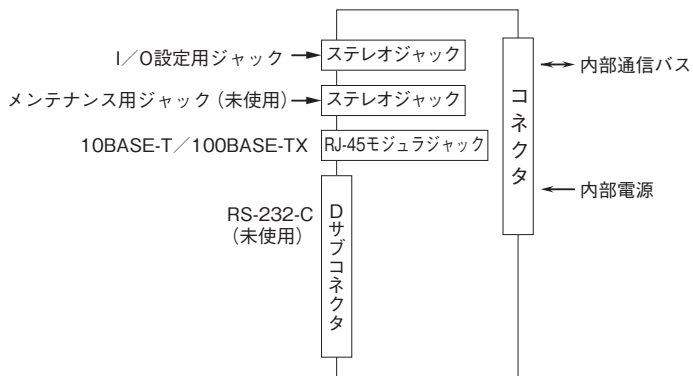 I／O設定用ジャック
ステレオジャック
メンテナンス用ジャック（未使用）
ステレオジャック
10BASE-T／100BASE-TX
RJ-45モジュラジャック
RS-232-C
（未使用）
Dサブコネクタ
コネクタ
内部通信バス
内部電源